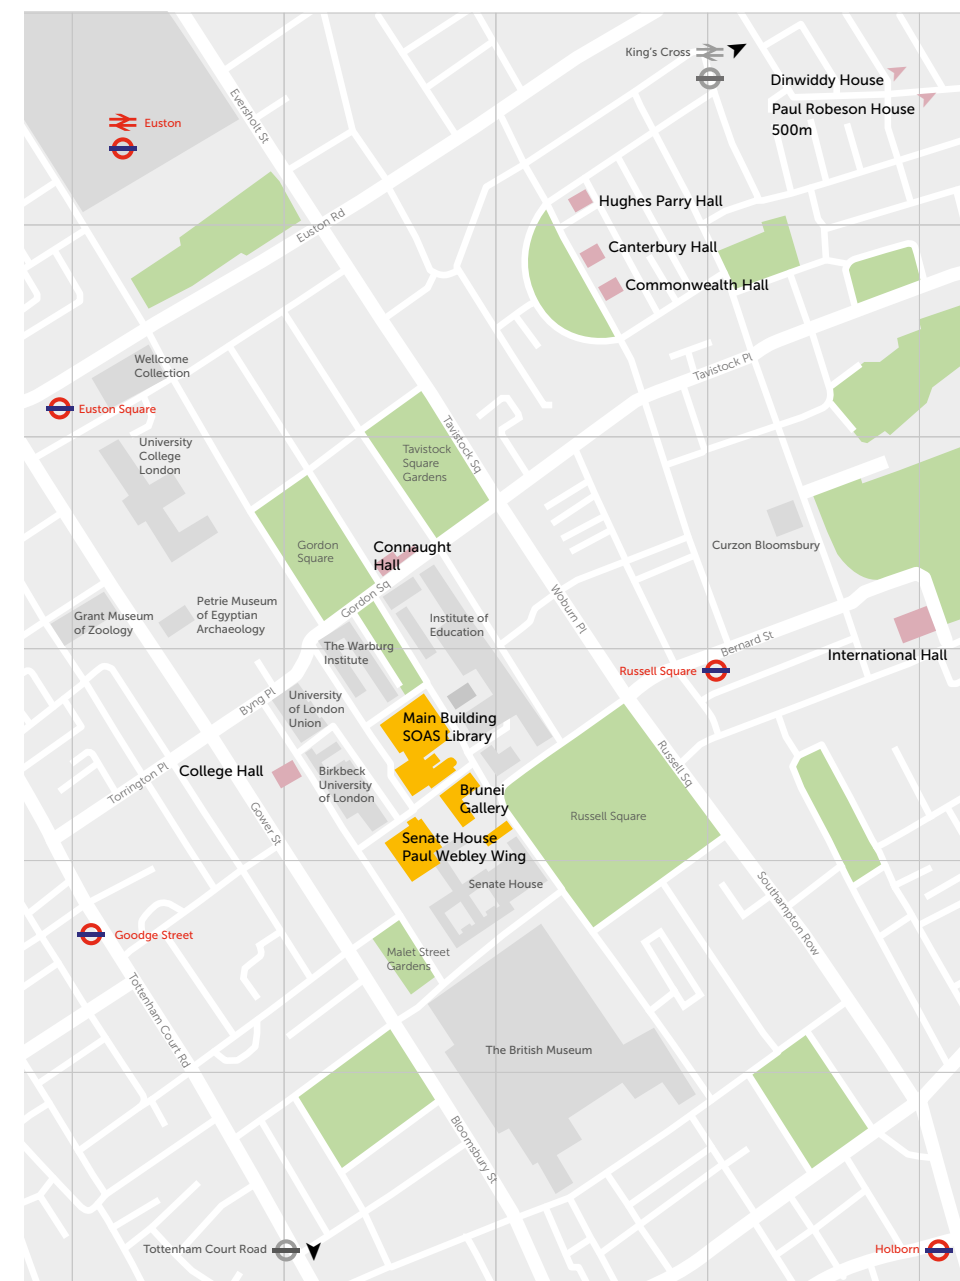 King's Cross
Dinwiddy House
Paul Robeson House
500m
Eversholt St
Euston
Hughes Parry Hall
Euston Rd
Canterbury Hall
Commonwealth Hall
Wellcome
Collection
Tavistock Pl
Euston Square
University
College
London
Tavistock
Square
Gardens
Tavistock Sq
Gordon
Square
Connaught
Hall
Curzon Bloomsbury
Gordon Sq
Woburn Pl
Grant Museum
of Zoology
Petrie Museum
of Egyptian
Archaeology
Institute of
Education
The Warburg
Institute
Bernard St
International Hall
Russell Square
Byng Pl
University
of London
Union
Main Building
SOAS Library
Torrington Pl
College Hall
Birkbeck
University
of London
Russell Sq
Brunei
Gallery
Gower St
Russell Square
Senate House
Paul Webley Wing
Senate House
Southampton Row
Goodge Street
Malet Street
Gardens
Tottenham Court Rd
The British Museum
Bloomsbury St
Tottenham Court Road
Holborn